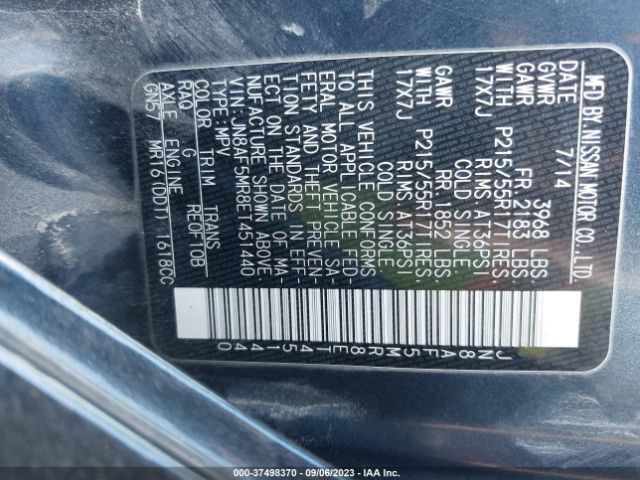 MFD BY.NISSAN MOTOR CO.,LTD.
DATE 7/14
GVWR 3968 LBS.
GAWR FR 2183 LBS.
WITH P215/55R17TIRES.
17X7J RIMS AT36PSI
COLD SINGLE.
GAWR RR 1852 LBS.
WITH P215/55R17TIRES.
17X7J RIMS AT36PSI
COLD SINGLE.
THIS VEHICLE CONFORMS
TO ALL APPLICABLE FED-
ERAL MOTOR VEHICLE SA-
FETY AND THEFT PREVEN-
TION STANDARDS IN EFF-
ECT ON THE DATE OF MA-
NUFACTURE SHOWN ABOVE.
VIN:JN8AF5MR8ET451440
TYPE:MPV
COLOR TRIM TRANS
RAQ G RE0F10B
AXLE ENGINE
GN57 MR16(DDT) 1618CC
JN8AF5MR8ET451440
000-37498370 | 09/06/2023 | IAA Inc.